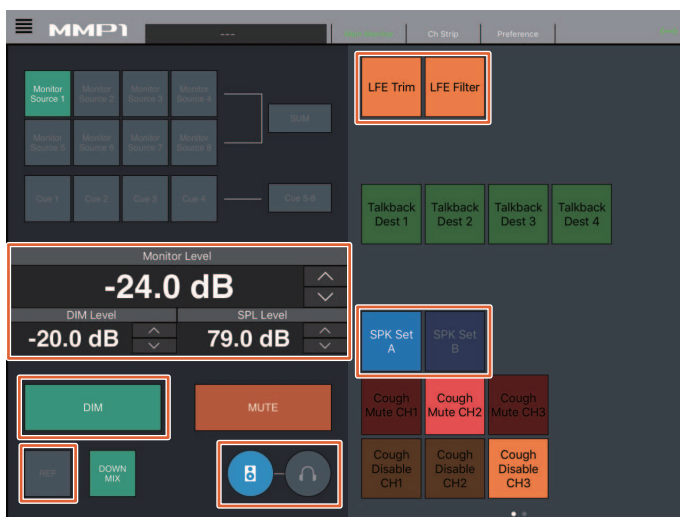 MMP1
---
Ch Strip
Preference
Monitor Source 1
Monitor Source 2
Monitor Source 3
Monitor Source 4
SUM
Monitor Source 5
Monitor Source 6
Monitor Source 7
Monitor Source 8
Cue 1
Cue 2
Cue 3
Cue 4
Cue 5-8
Monitor Level
-24.0 dB
DIM Level
SPL Level
-20.0 dB
79.0 dB
DIM
MUTE
REF
DOWN MIX
LFE Trim
LFE Filter
Talkback Dest 1
Talkback Dest 2
Talkback Dest 3
Talkback Dest 4
SPK Set A
SPK Set B
Cough Mute CH1
Cough Mute CH2
Cough Mute CH3
Cough Disable CH1
Cough Disable CH2
Cough Disable CH3